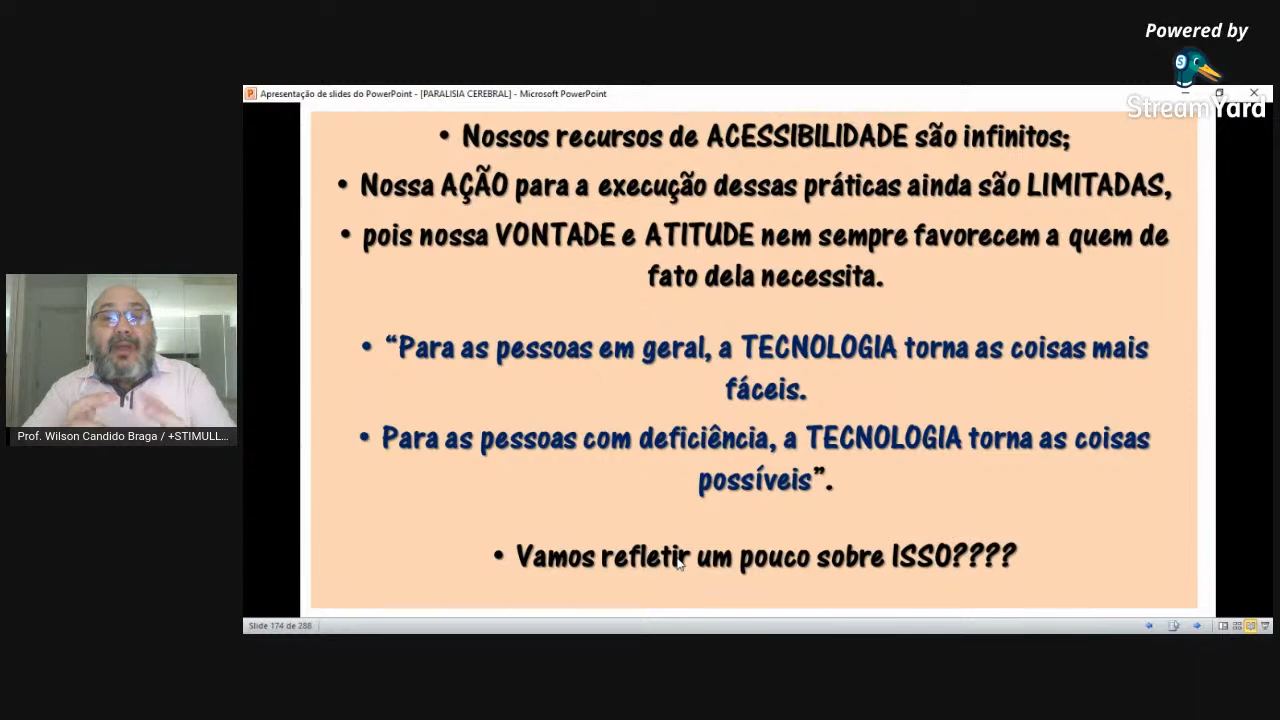 Powered by
StreamYard
Apresentação de slides do PowerPoint - [PARALISIA CEREBRAL] - Microsoft PowerPoint
• Nossos recursos de ACESSIBILIDADE são infinitos;
• Nossa AÇÃO para a execução dessas práticas ainda são LIMITADAS,
• pois nossa VONTADE e ATITUDE nem sempre favorecem a quem de
fato dela necessita.
• “Para as pessoas em geral, a TECNOLOGIA torna as coisas mais
fáceis.
• Para as pessoas com deficiência, a TECNOLOGIA torna as coisas
possíveis”.
• Vamos refletir um pouco sobre ISSO????
Prof. Wilson Candido Braga / +STIMULL...
Slide 174 de 288